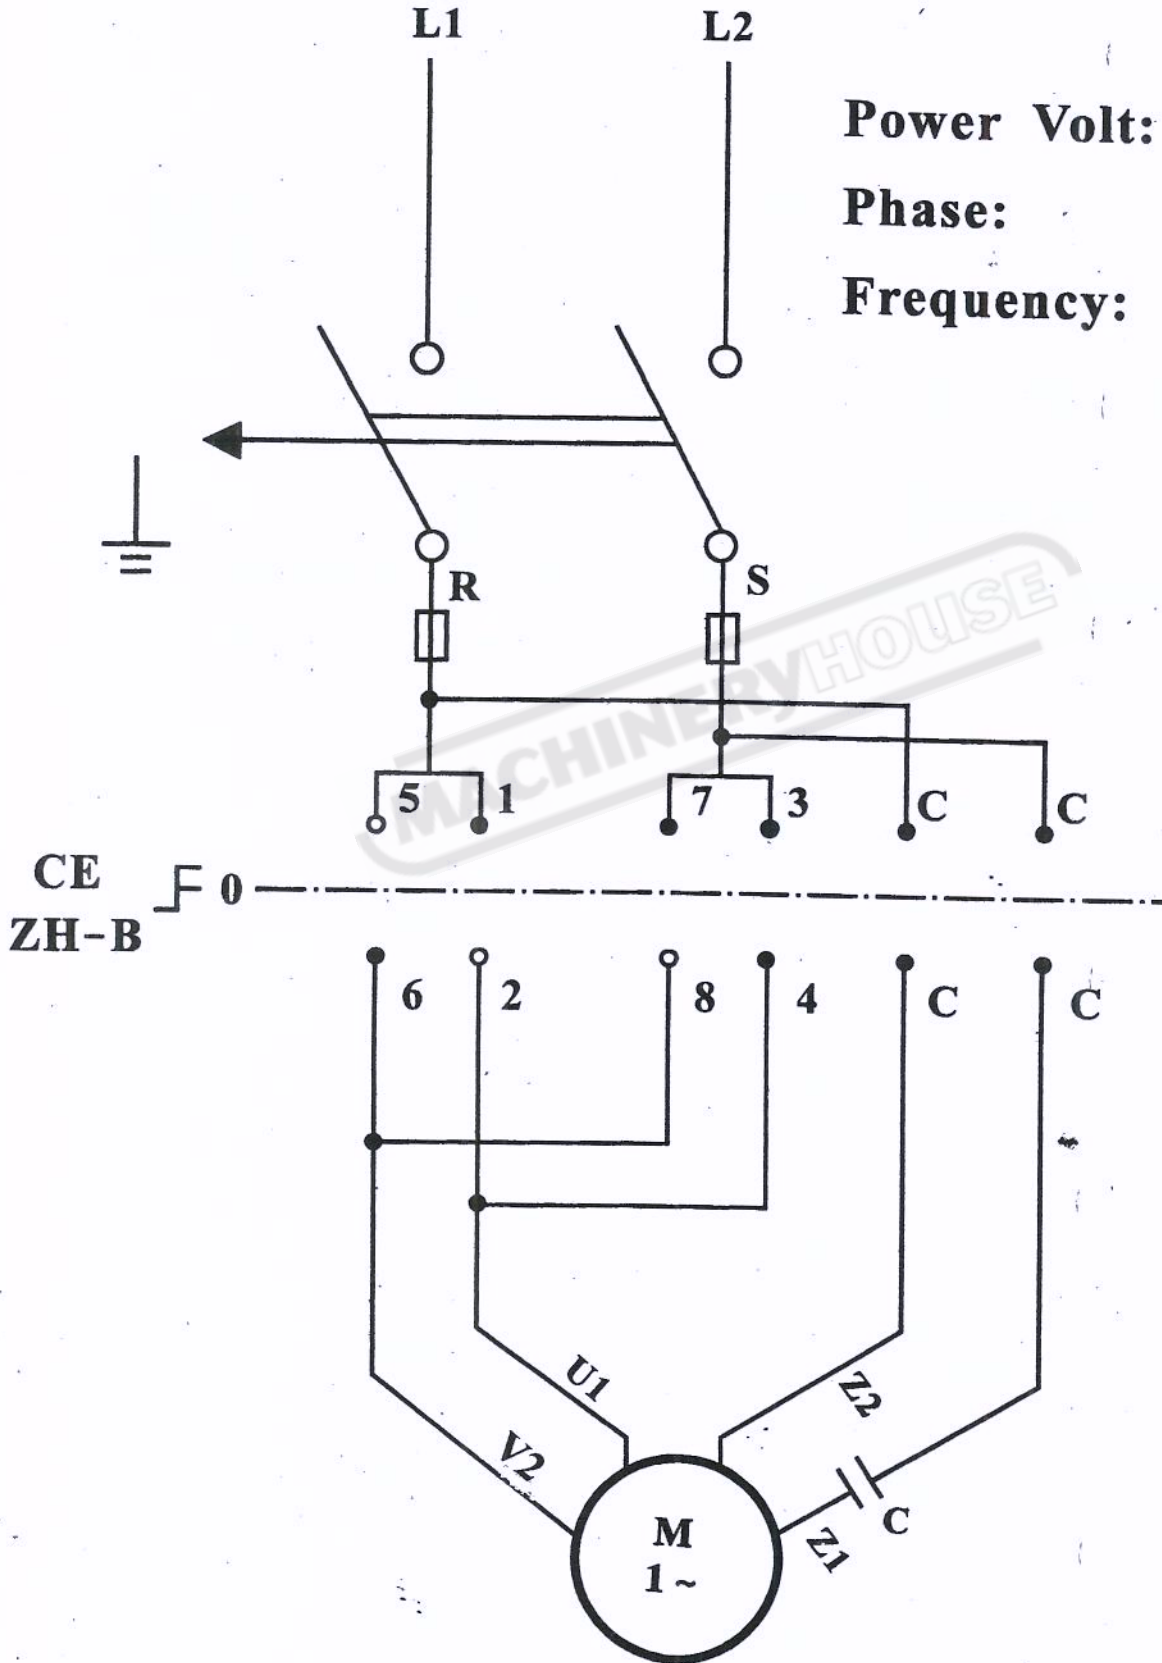 L1 L2
Power Volt:
Phase:
Frequency:
R S
MACHINERYHOUSE
5 1 7 3 C C
CE 0
ZH-B
6 2 8 4 C C
U1 Z2
V2
M C
1~ Z1